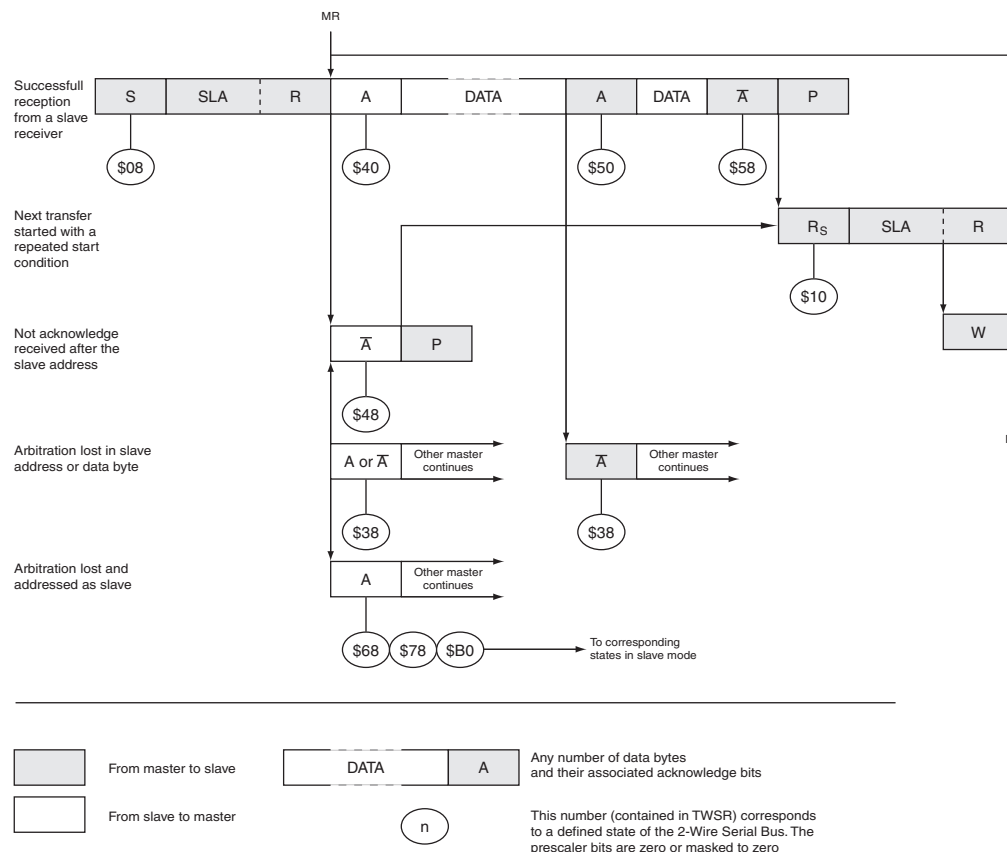 MR
Successfull
reception
from a slave
receiver
S SLA R A DATA A DATA A̅ P
$08 $40 $50 $58
Next transfer
started with a
repeated start
condition
RS SLA R
$10
W
Not acknowledge
received after the
slave address
A̅ P
$48
Arbitration lost in slave
address or data byte
A or A̅ Other master
continues
A̅ Other master
continues
$38 $38
Arbitration lost and
addressed as slave
A Other master
continues
$68 $78 $B0
To corresponding
states in slave mode
From master to slave
DATA A
Any number of data bytes
and their associated acknowledge bits
From slave to master
n
This number (contained in TWSR) corresponds
to a defined state of the 2-Wire Serial Bus. The
prescaler bits are zero or masked to zero